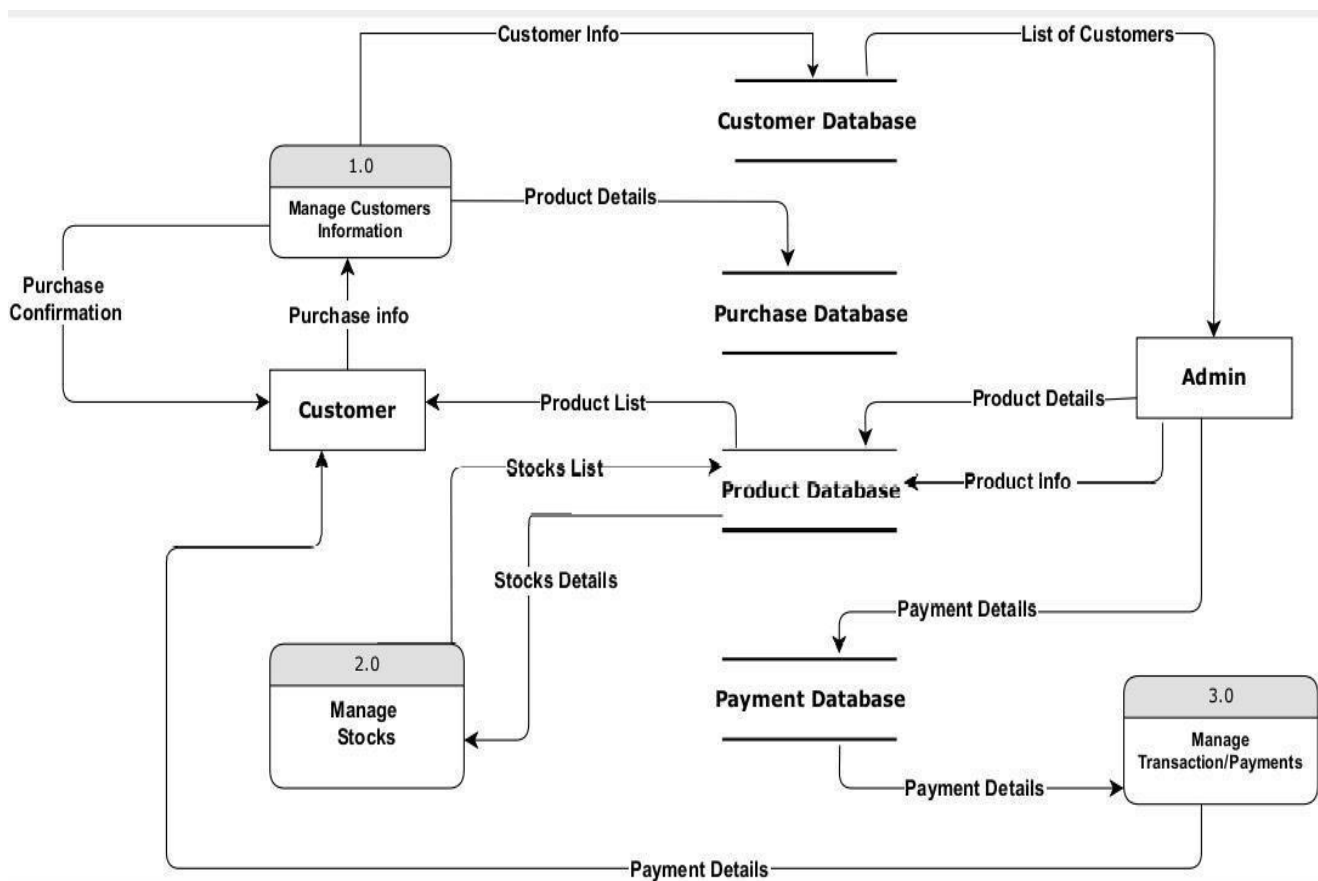 Customer Info
List of Customers
Customer Database
1.0
Manage Customers
Information
Product Details
Purchase
Confirmation
Purchase info
Purchase Database
Admin
Customer
Product List
Product Details
Stocks List
Product Database
Product Info
Stocks Details
Payment Details
2.0
Manage
Stocks
Payment Database
3.0
Manage
Transaction/Payments
Payment Details
Payment Details